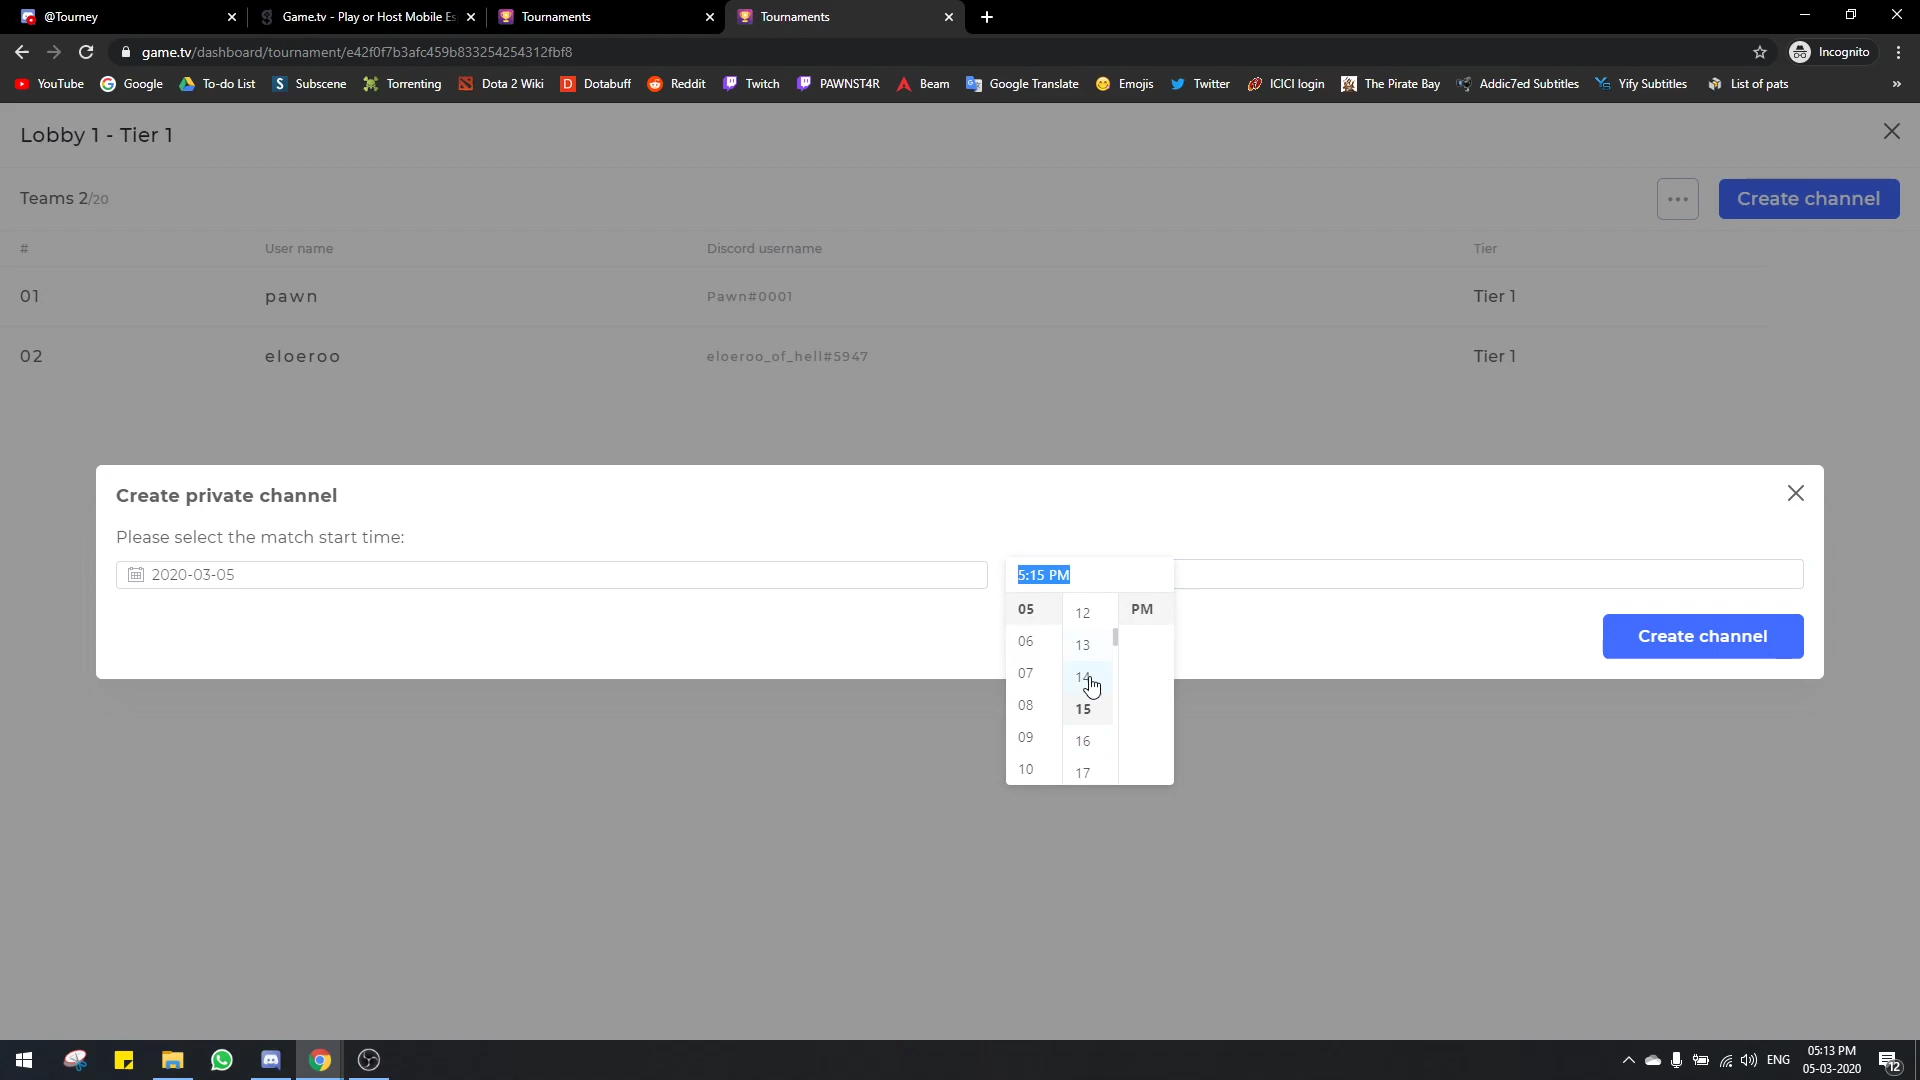 @Tourney
Game.tv - Play or Host Mobile Es
Tournaments
Tournaments
game.tv/dashboard/tournament/e42f0f7b3afc459b833254254312fbf8
Incognito
YouTube
Google
To-do List
Subscene
Torrenting
Dota 2 Wiki
Dotabuff
Reddit
Twitch
PAWNST4R
Beam
Google Translate
Emojis
Twitter
ICICI login
The Pirate Bay
Addic7ed Subtitles
Yify Subtitles
List of pats
Lobby 1 - Tier 1
Teams 2/20
Create channel
# User name Discord username Tier
01 pawn Pawn#0001 Tier 1
02 eloeroo eloeroo_of_hell#5947 Tier 1
Create private channel
Please select the match start time:
2020-03-05
5:15 PM
05 12 PM
06 13
07 14
08 15
09 16
10 17
Create channel
ENG
05:13 PM
05-03-2020
12